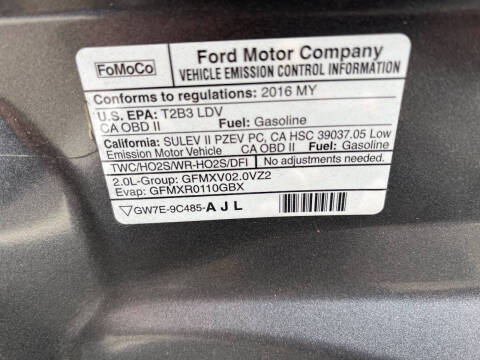 FoMoCo
Ford Motor Company
VEHICLE EMISSION CONTROL INFORMATION
Conforms to regulations: 2016 MY
U.S. EPA: T2B3 LDV
CA OBD II Fuel: Gasoline
California: SULEV II PZEV PC, CA HSC 39037.05 Low
Emission Motor Vehicle CA OBD II Fuel: Gasoline
TWC/HO2S/WR-HO2S/DFI No adjustments needed.
2.0L-Group: GFMXV02.0VZ2
Evap: GFMXR0110GBX
GW7E-9C485-AJL